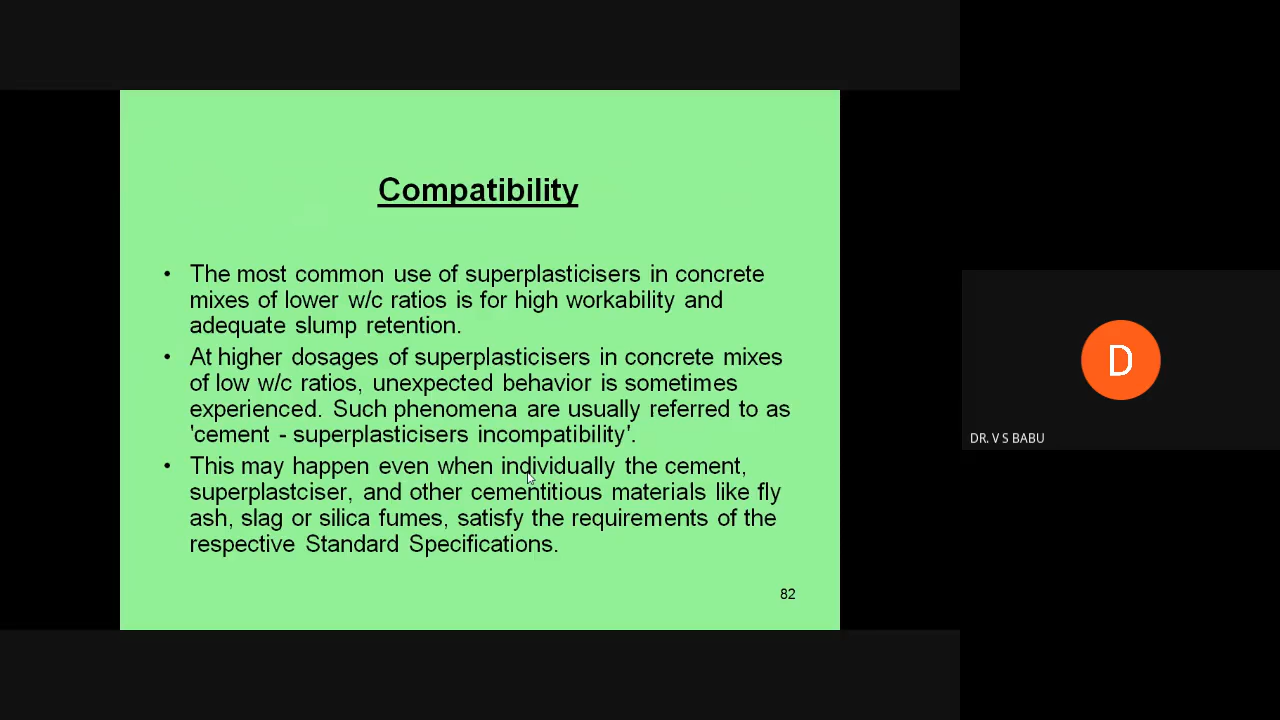 Compatibility
• The most common use of superplasticisers in concrete
mixes of lower w/c ratios is for high workability and
adequate slump retention.
• At higher dosages of superplasticisers in concrete mixes
of low w/c ratios, unexpected behavior is sometimes
experienced. Such phenomena are usually referred to as
'cement - superplasticisers incompatibility'.
• This may happen even when individually the cement,
superplastciser, and other cementitious materials like fly
ash, slag or silica fumes, satisfy the requirements of the
respective Standard Specifications.
82
D
DR. V S BABU